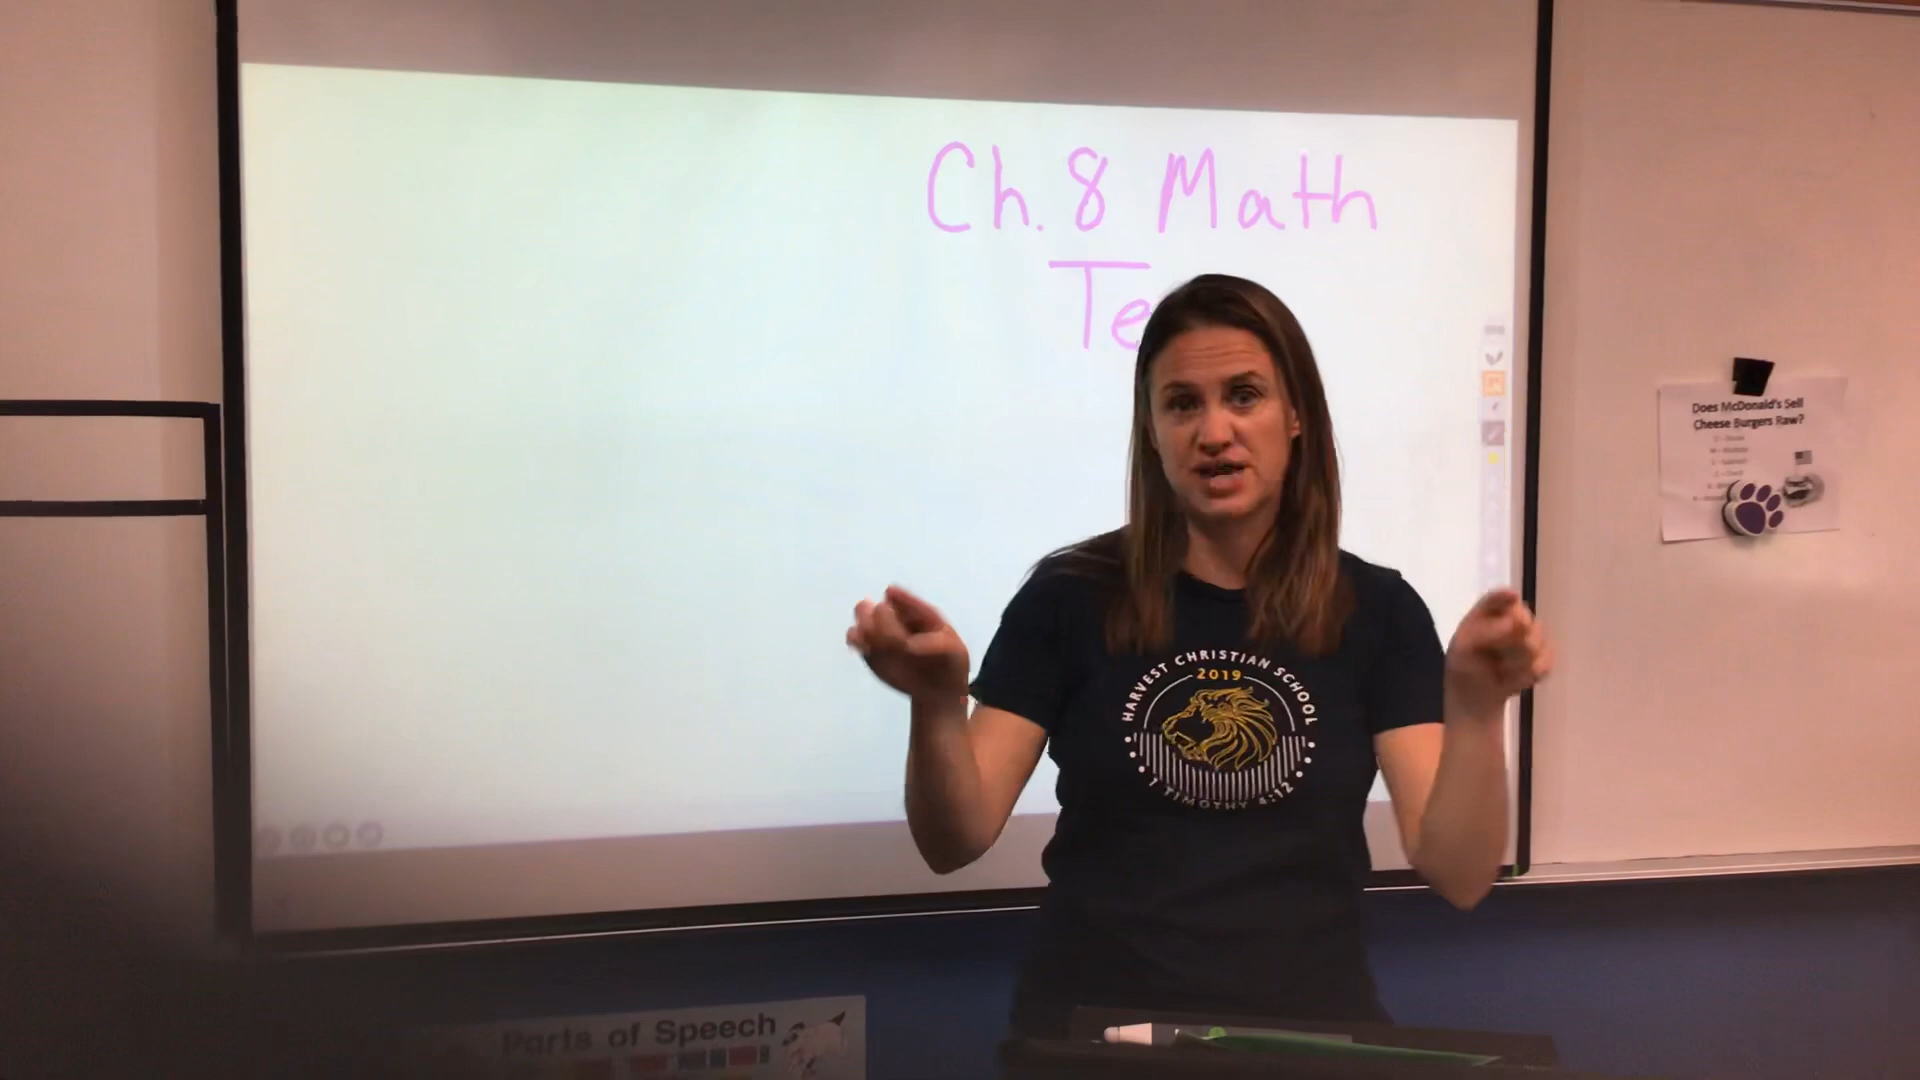 Ch. 8 Math
Te
Does McDonald's Sell
Cheese Burgers Raw?
HARVEST CHRISTIAN SCHOOL
2019
1 TIMOTHY 4:12
Parts of Speech